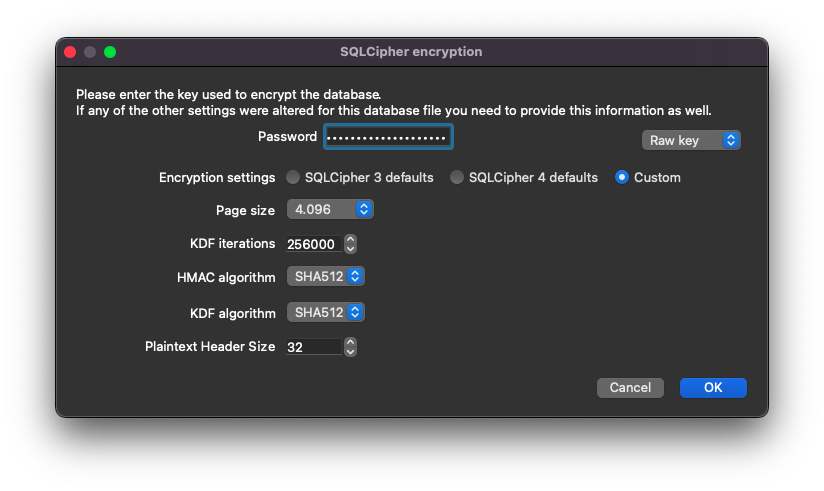 SQLCipher encryption
Please enter the key used to encrypt the database.
If any of the other settings were altered for this database file you need to provide this information as well.
Password •••••••••••••••••••• Raw key
Encryption settings SQLCipher 3 defaults SQLCipher 4 defaults Custom
Page size 4.096
KDF iterations 256000
HMAC algorithm SHA512
KDF algorithm SHA512
Plaintext Header Size 32
Cancel OK